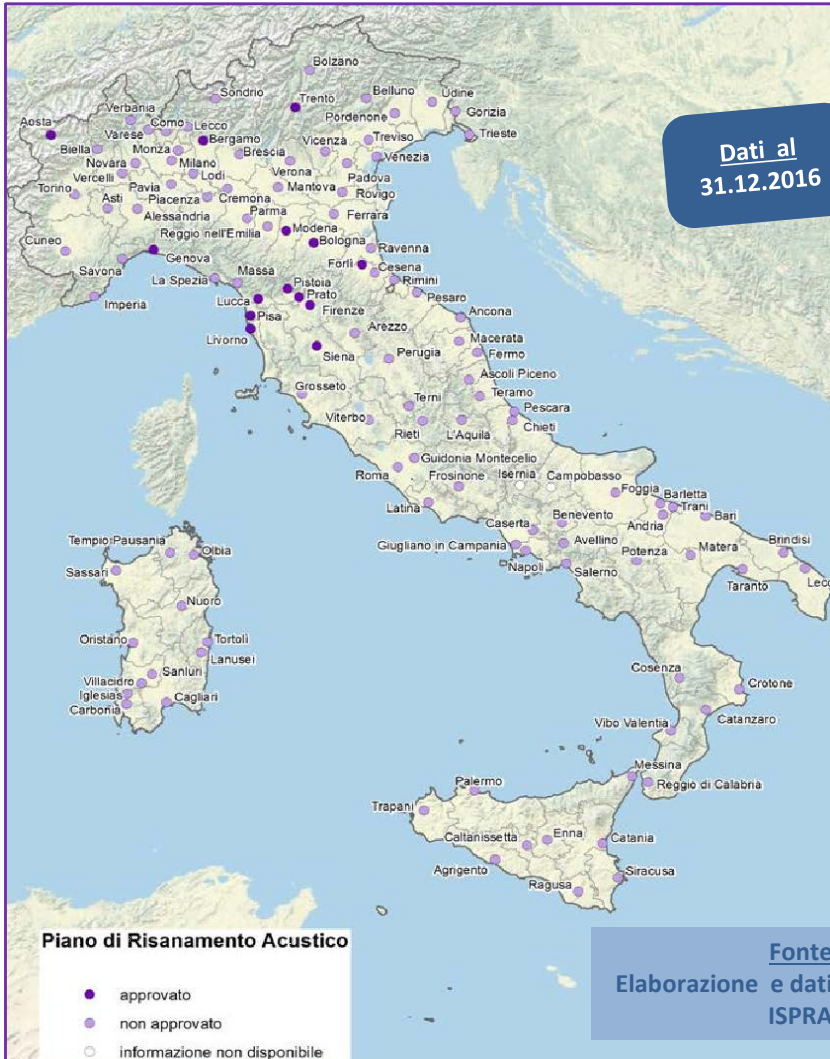 Bolzano
Sondrio
Belluno
Udine
Trento
Pordenone
Gorizia
Verbania
Como
Lecco
Aosta
Varese
Bergamo
Vicenza
Treviso
Trieste
Biella
Monza
Brescia
Venezia
Novara
Milano
Verona
Padova
Vercelli
Lodi
Torino
Pavia
Mantova
Rovigo
Asti
Piacenza
Cremona
Alessandria
Parma
Ferrara
Reggio nell'Emilia
Modena
Cuneo
Bologna
Ravenna
Genova
Forlì
Cesena
Savona
Massa
La Spezia
Pistoia
Rimini
Imperia
Lucca
Prato
Pesaro
Firenze
Pisa
Ancona
Livorno
Arezzo
Macerata
Siena
Perugia
Fermo
Ascoli Piceno
Grosseto
Terni
Teramo
Pescara
Viterbo
Rieti
L'Aquila
Chieti
Guidonia Montecelio
Roma
Frosinone
Isernia
Campobasso
Foggia
Barletta
Latina
Trani
Caserta
Benevento
Andria
Bari
Giugliano in Campania
Avellino
Brindisi
Tempio Pausania
Olbia
Potenza
Matera
Napoli
Salerno
Sassari
Taranto
Lecc
Nuoro
Oristano
Tortolì
Lanusei
Sanluri
Cosenza
Villacidro
Iglesias
Cagliari
Crotone
Carbonia
Catanzaro
Vibo Valentia
Messina
Palermo
Reggio di Calabria
Trapani
Caltanissetta
Enna
Catania
Agrigento
Siracusa
Ragusa
Dati al
31.12.2016
Piano di Risanamento Acustico
approvato
non approvato
informazione non disponibile
Fonte
Elaborazione e dati
ISPRA